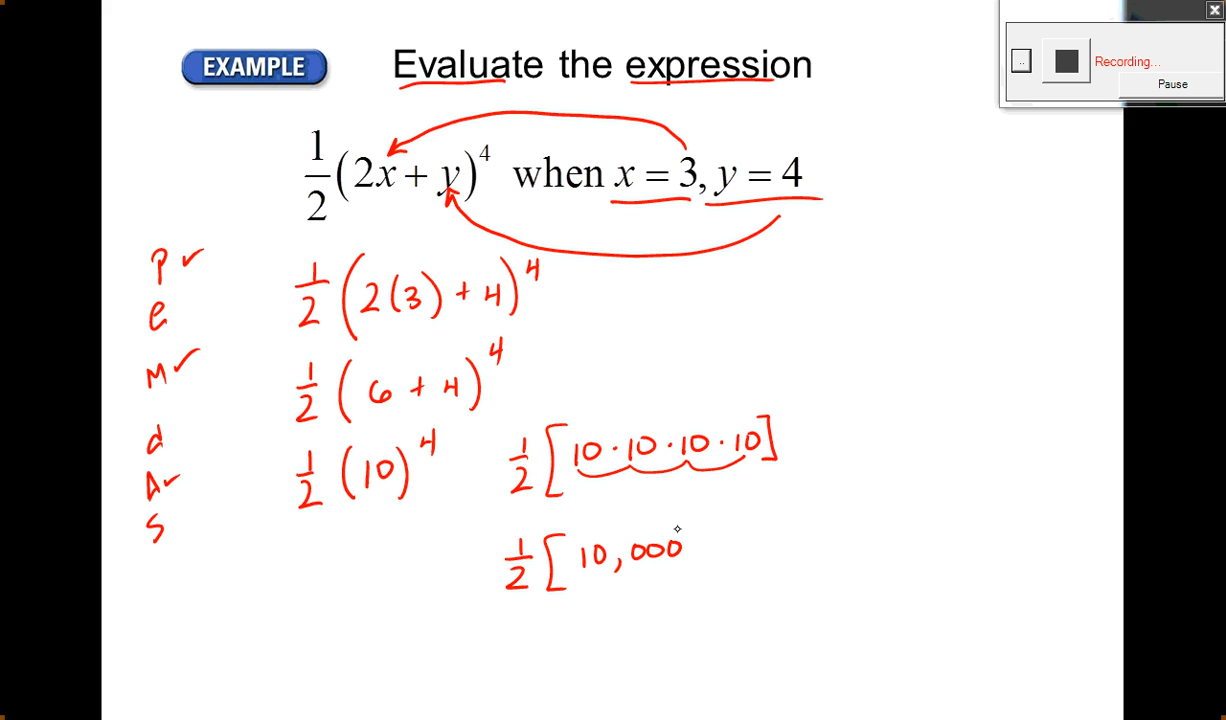 EXAMPLE Evaluate the expression
.. Recording...
Pause
1/2 (2x + y)^4 when x = 3, y = 4
P✓
e
M✓
d
A✓
S
1/2 (2(3) + 4)^4
1/2 (6 + 4)^4
1/2 (10)^4
1/2 [10 · 10 · 10 · 10]
1/2 [10,000